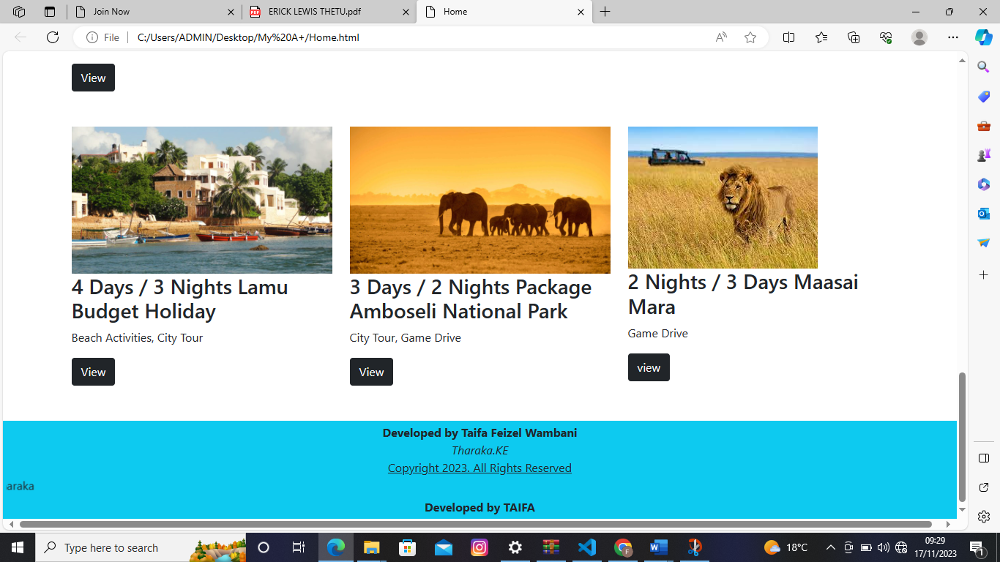 Join Now
ERICK LEWIS THETU.pdf
Home
File
C:/Users/ADMIN/Desktop/My%20A+/Home.html
View
4 Days / 3 Nights Lamu
Budget Holiday
Beach Activities, City Tour
View
3 Days / 2 Nights Package
Amboseli National Park
City Tour, Game Drive
View
2 Nights / 3 Days Maasai
Mara
Game Drive
view
Developed by Taifa Feizel Wambani
Tharaka.KE
Copyright 2023. All Rights Reserved
araka
Developed by TAIFA
Type here to search
18°C
09:29
17/11/2023
1